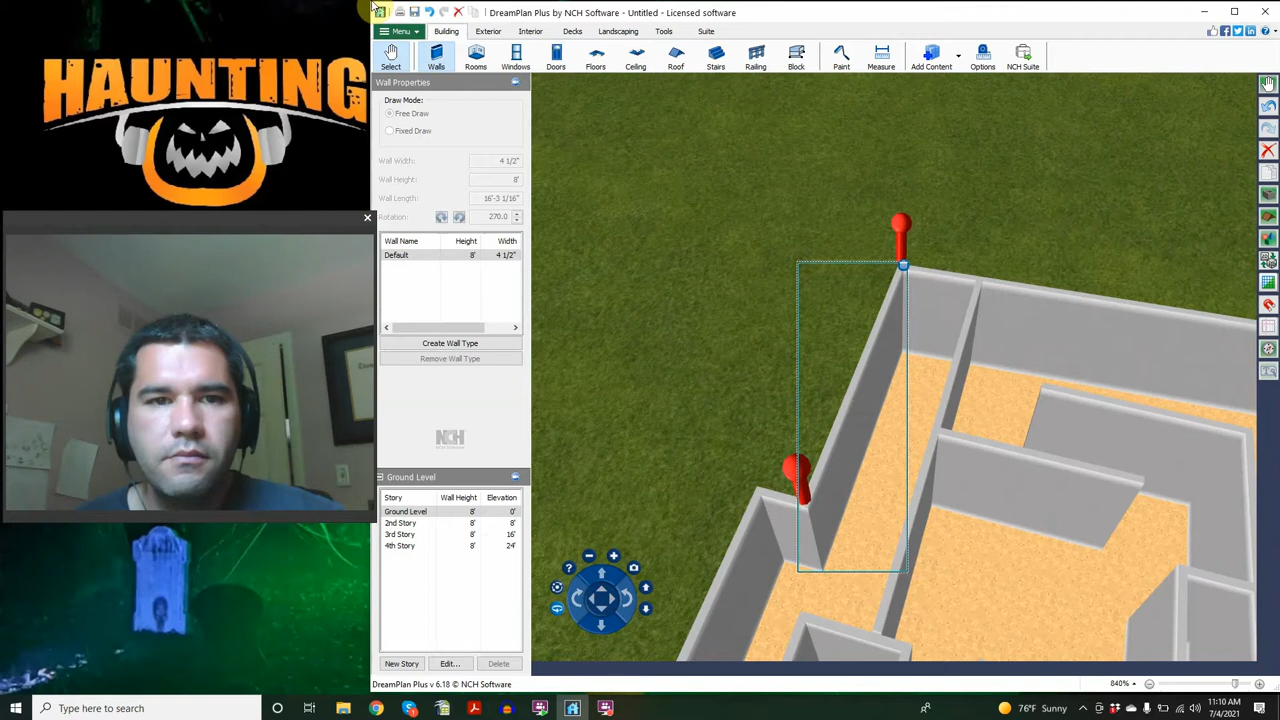 DreamPlan Plus by NCH Software - Untitled - Licensed software
Menu Building Exterior Interior Decks Landscaping Tools Suite
Select Walls Rooms Windows Doors Floors Ceiling Roof Stairs Railing Block Paint Measure Add Content Options NCH Suite
HAUNTING
Wall Properties
Draw Mode:
Free Draw
Fixed Draw
Wall Width: 4 1/2"
Wall Height: 8'
Wall Length: 16'-3 1/16"
Rotation: 270.0
Wall Name Height Width
Default 8' 4 1/2"
Create Wall Type
Remove Wall Type
NCH
Ground Level
Story Wall Height Elevation
Ground Level 8' 0'
2nd Story 8' 8'
3rd Story 8' 16'
4th Story 8' 24'
New Story Edit... Delete
DreamPlan Plus v 6.18 © NCH Software
840%
Type here to search
76°F Sunny
11:10 AM
7/4/2021